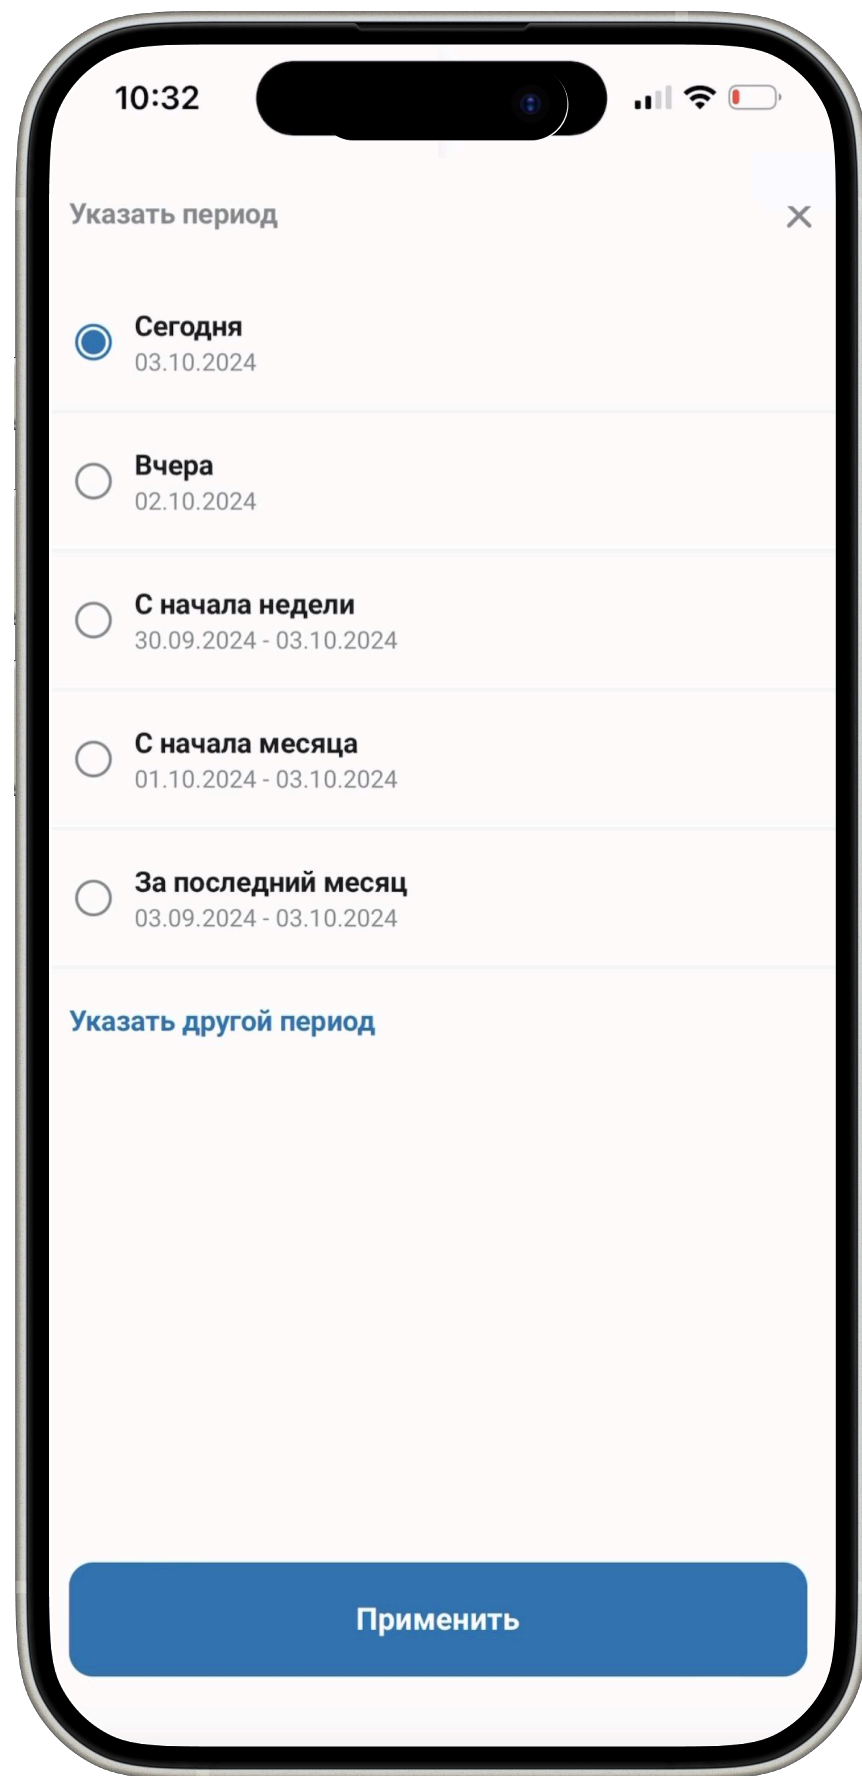 10:32
Указать период
Сегодня
03.10.2024
Вчера
02.10.2024
С начала недели
30.09.2024 - 03.10.2024
С начала месяца
01.10.2024 - 03.10.2024
За последний месяц
03.09.2024 - 03.10.2024
Указать другой период
Применить